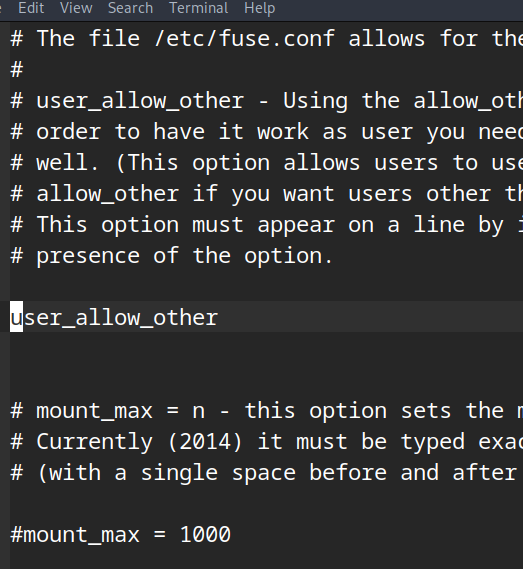 Edit View Search Terminal Help
# The file /etc/fuse.conf allows for the
#
# user_allow_other - Using the
# order to have it work as user you need
# well. (This option allows users to use
# allow_other if you want users other
# This option must appear on a line by
# presence of the option.
user_allow_other
# mount_max = n - this option sets the
# Currently (2014) it must be typed
# (with a single space before and after
#mount_max = 1000